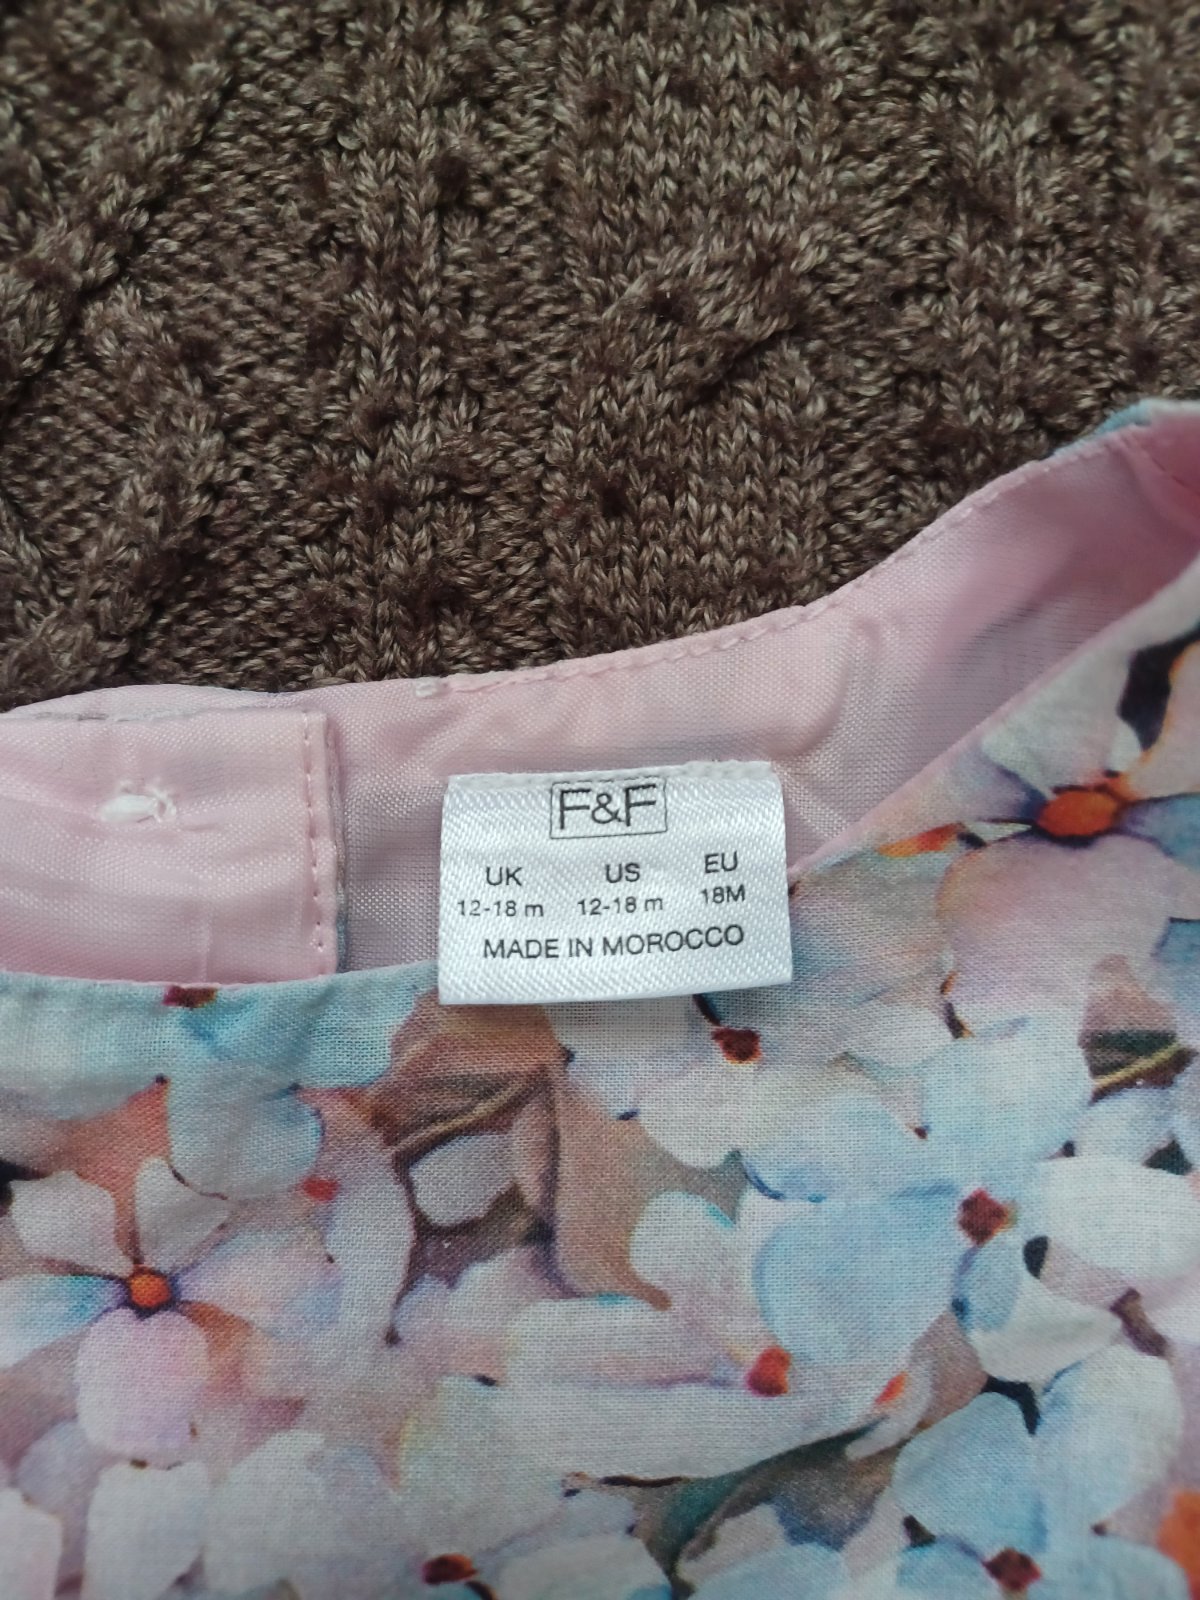 F&F
UK US EU
12-18 m 12-18 m 18M
MADE IN MOROCCO